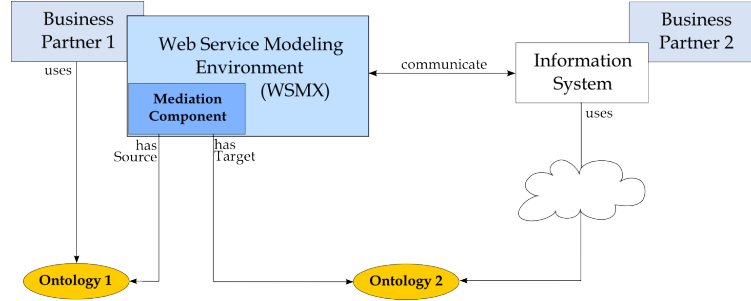 Business
Partner 1
Web Service Modeling
Environment
(WSMX)
Mediation
Component
communicate
Information
System
Business
Partner 2
uses
has
Source
has
Target
uses
Ontology 1
Ontology 2